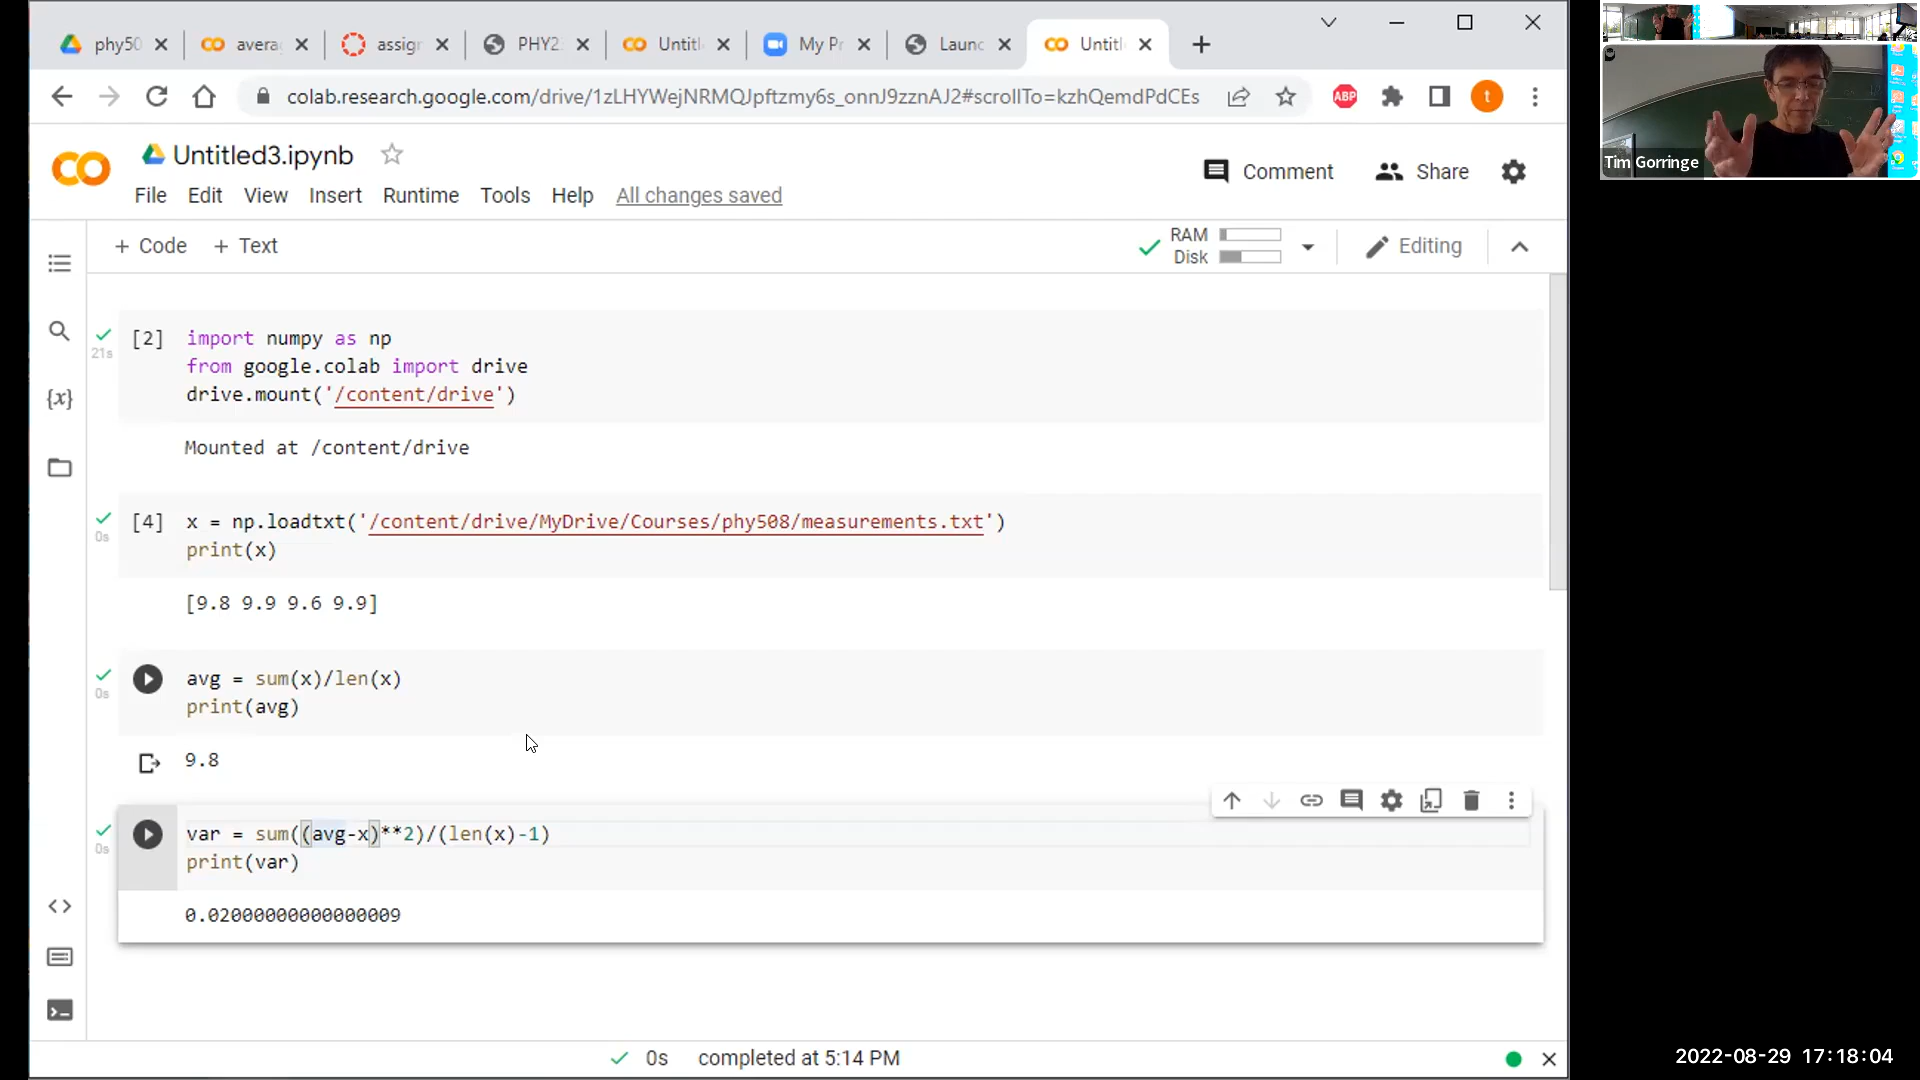 phy50
avera
assig
PHY2
Untitl
My Pr
Launc
Untitl
colab.research.google.com/drive/1zLHYWejNRMQJpftzmy6s_onnJ9zznAJ2#scrollTo=kzhQemdPdCEs
ABP
t
Untitled3.ipynb
Comment
Share
File Edit View Insert Runtime Tools Help All changes saved
+ Code + Text
RAM
Disk
Editing
[2] import numpy as np
21s
from google.colab import drive
drive.mount('/content/drive')
Mounted at /content/drive
{x}
[4] x = np.loadtxt('/content/drive/MyDrive/Courses/phy508/measurements.txt')
0s
print(x)
[9.8 9.9 9.6 9.9]
avg = sum(x)/len(x)
0s
print(avg)
9.8
var = sum((avg-x)**2)/(len(x)-1)
0s
print(var)
0.02000000000000009
0s completed at 5:14 PM
Tim Gorringe
2022-08-29 17:18:04